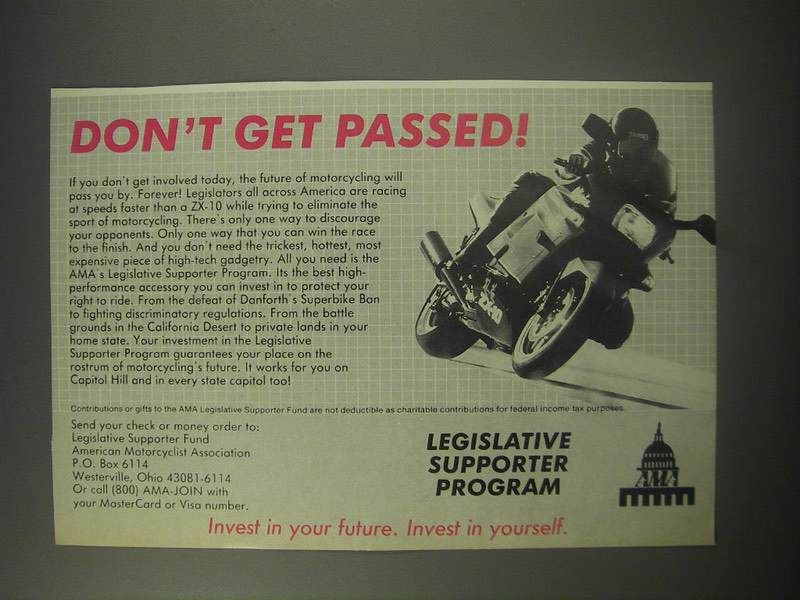 DON'T GET PASSED!
If you don't get involved today, the future of motorcycling will
pass you by. Forever! Legislators all across America are racing
at speeds faster than a ZX-10 while trying to eliminate the
sport of motorcycling. There's only one way to discourage
your opponents. Only one way that you can win the race
to the finish. And you don't need the trickest, hottest, most
expensive piece of high-tech gadgetry. All you need is the
AMA's Legislative Supporter Program. Its the best high-
performance accessory you can invest in to protect your
right to ride. From the defeat of Danforth's Superbike Ban
to fighting discriminatory regulations. From the battle
grounds in the California Desert to private lands in your
home state. Your investment in the Legislative
Supporter Program guarantees your place on the
rostrum of motorcycling's future. It works for you on
Capitol Hill and in every state capitol too!
Contributions or gifts to the AMA Legislative Supporter Fund are not deductible as charitable contributions for federal income tax purposes.
Send your check or money order to:
Legislative Supporter Fund
American Motorcyclist Association
P.O. Box 6114
Westerville, Ohio 43081-6114
Or call (800) AMA-JOIN with
your MasterCard or Visa number.
LEGISLATIVE
SUPPORTER
PROGRAM
AMA
Invest in your future. Invest in yourself.